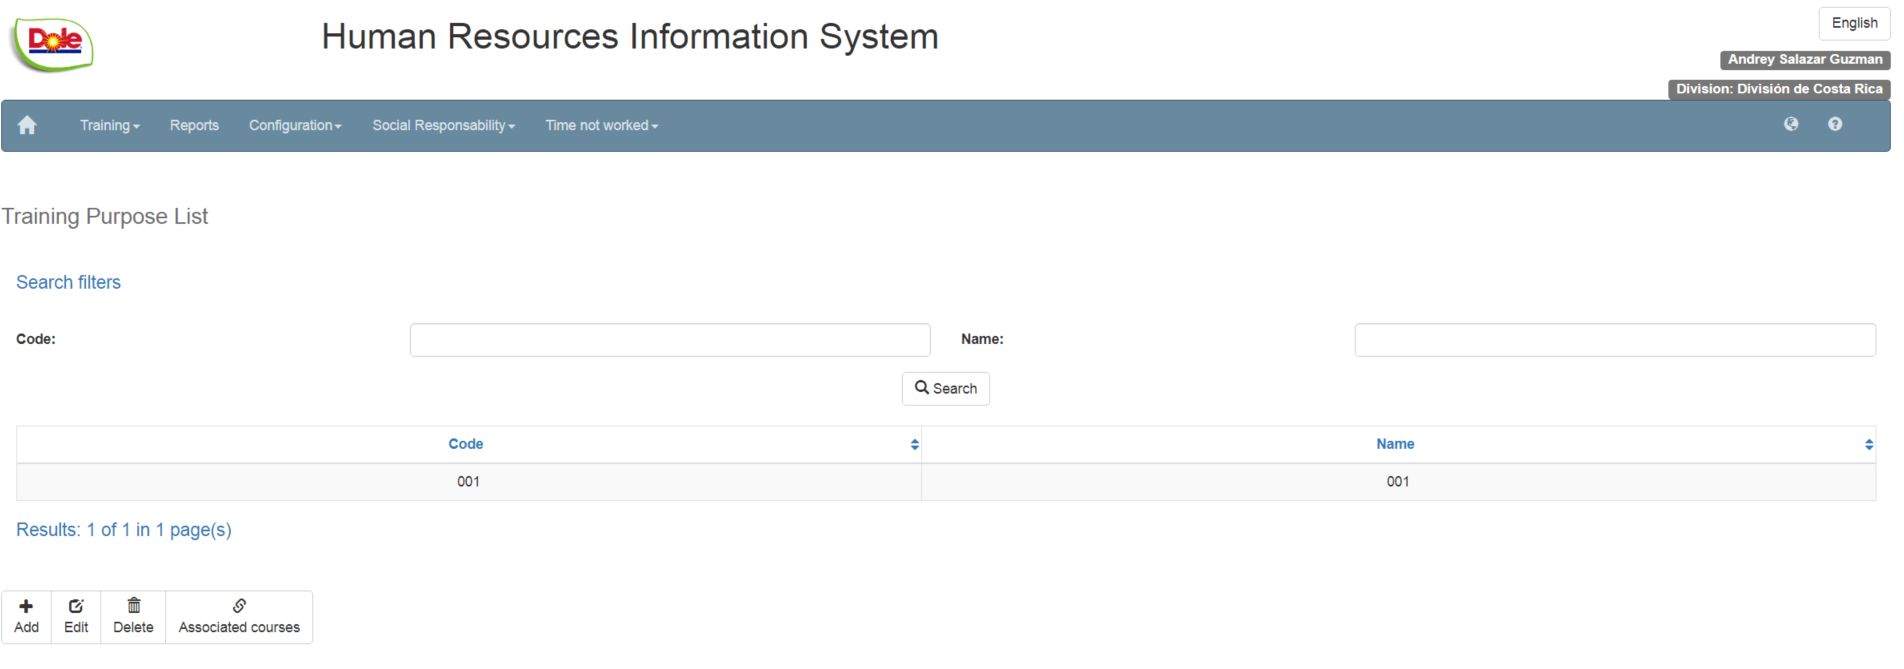 Dole
Human Resources Information System
English
Andrey Salazar Guzman
Division: División de Costa Rica
Training Reports Configuration Social Responsability Time not worked
Training Purpose List
Search filters
Code: Name:
Search
Code Name
001 001
Results: 1 of 1 in 1 page(s)
Add Edit Delete Associated courses